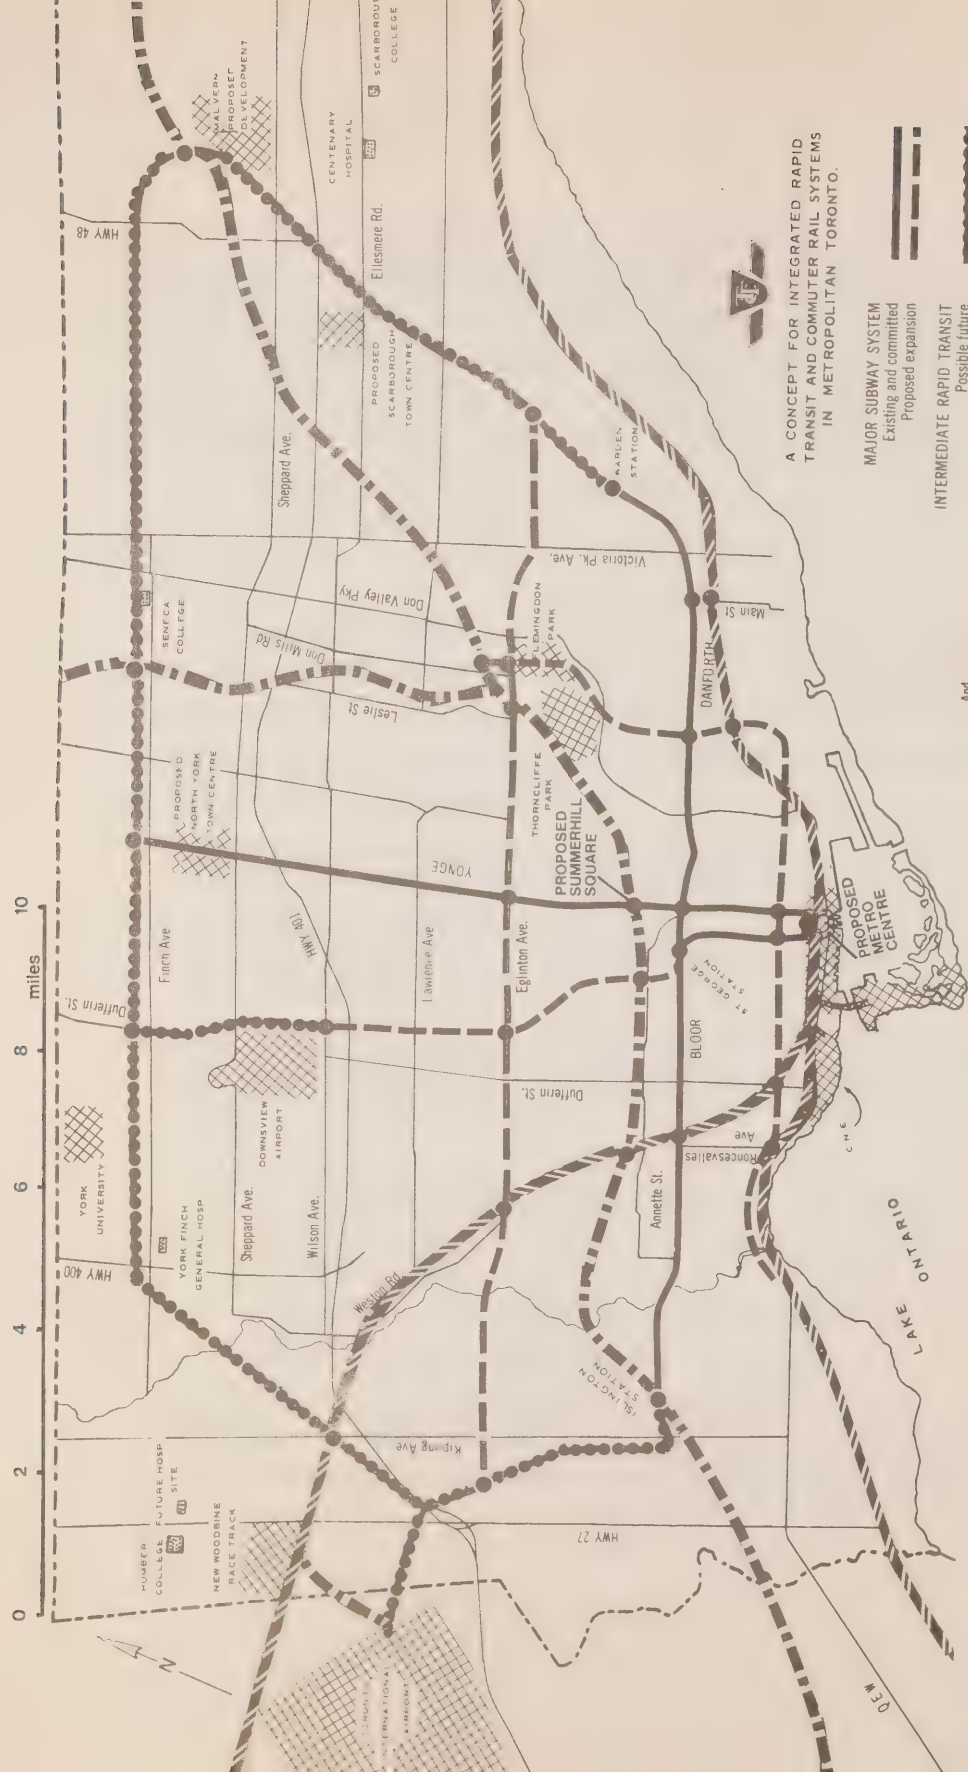 A CONCEPT FOR INTEGRATED RAPID
TRANSIT AND COMMUTER RAIL SYSTEMS
IN METROPOLITAN TORONTO.
MAJOR SUBWAY SYSTEM
Existing and committed
Proposed expansion
INTERMEDIATE RAPID TRANSIT
Possible future
0
2
4
6
8
10
miles
N
HUMBER
COLLEGE
FUTURE HOSP
SITE
NEW WOODBINE
RACE TRACK
INTERNATIONAL
AIRPORT
HWY 27
QEW
Kipling Ave
ISLINGTON
STATION
Weston Rd
HWY 400
YORK
UNIVERSITY
YORK FINCH
GENERAL HOSP
Sheppard Ave.
Wilson Ave.
DOWNSVIEW
AIRPORT
Annette St.
Roncesvalles
Ave
Dufferin St.
Dufferin St.
CNE
LAKE ONTARIO
Finch Ave
HWY 401
Lawrence Ave
Eglinton Ave.
BLOOR
ST GEORGE
STATION
YONGE
PROPOSED
NORTH YORK
TOWN CENTRE
PROPOSED
SUMMERHILL
SQUARE
PROPOSED
METRO
CENTRE
THORNCLIFFE
PARK
FLEMINGDON
PARK
SENECA
COLLEGE
Leslie St
Don Mills Rd
Don Valley Pky
Victoria Pk. Ave.
DANFORTH
Main St
WARDEN
STATION
Sheppard Ave.
PROPOSED
SCARBOROUGH
TOWN CENTRE
Ellesmere Rd.
HWY 48
CENTENARY
HOSPITAL
MALVERN
PROPOSED
DEVELOPMENT
COLLEGE